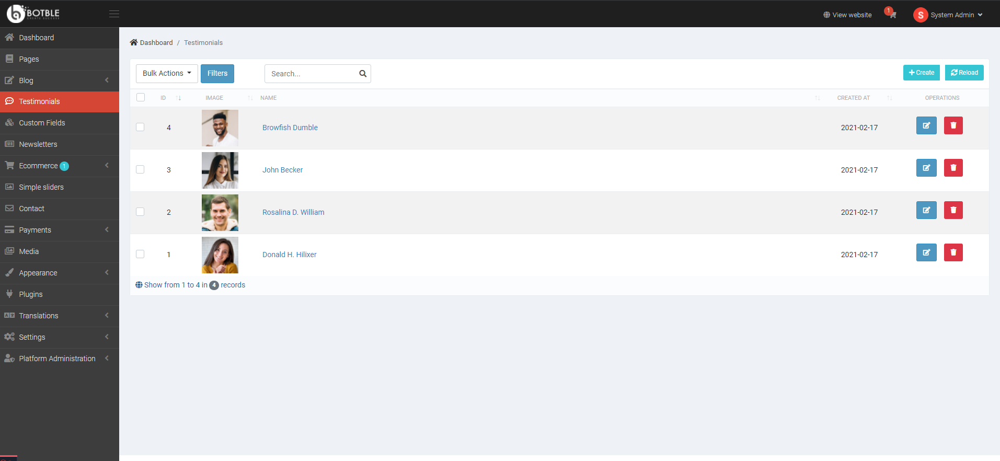 BOTBLE
CREATE SUCCESS
View website
1
S
System Admin
Dashboard
Pages
Blog
Testimonials
Custom Fields
Newsletters
Ecommerce 1
Simple sliders
Contact
Payments
Media
Appearance
Plugins
Translations
Settings
Platform Administration
Dashboard / Testimonials
Bulk Actions
Filters
Search...
Create
Reload
ID IMAGE NAME CREATED AT OPERATIONS
4 Browfish Dumble 2021-02-17
3 John Becker 2021-02-17
2 Rosalina D. William 2021-02-17
1 Donald H. Hilixer 2021-02-17
Show from 1 to 4 in 4 records